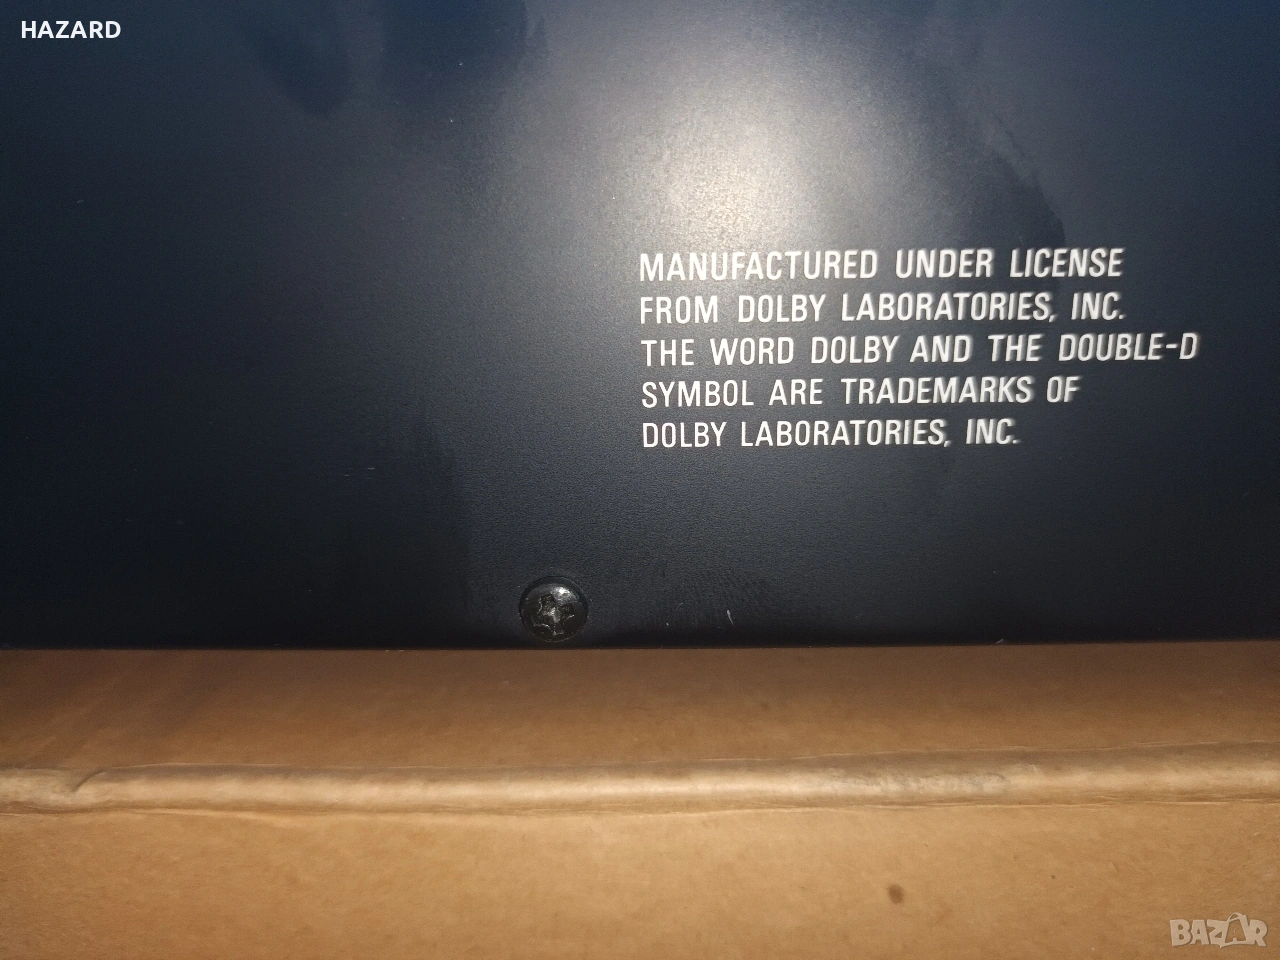 HAZARD
MANUFACTURED UNDER LICENSE
FROM DOLBY LABORATORIES, INC.
THE WORD DOLBY AND THE DOUBLE-D
SYMBOL ARE TRADEMARKS OF
DOLBY LABORATORIES, INC.
BAZAR